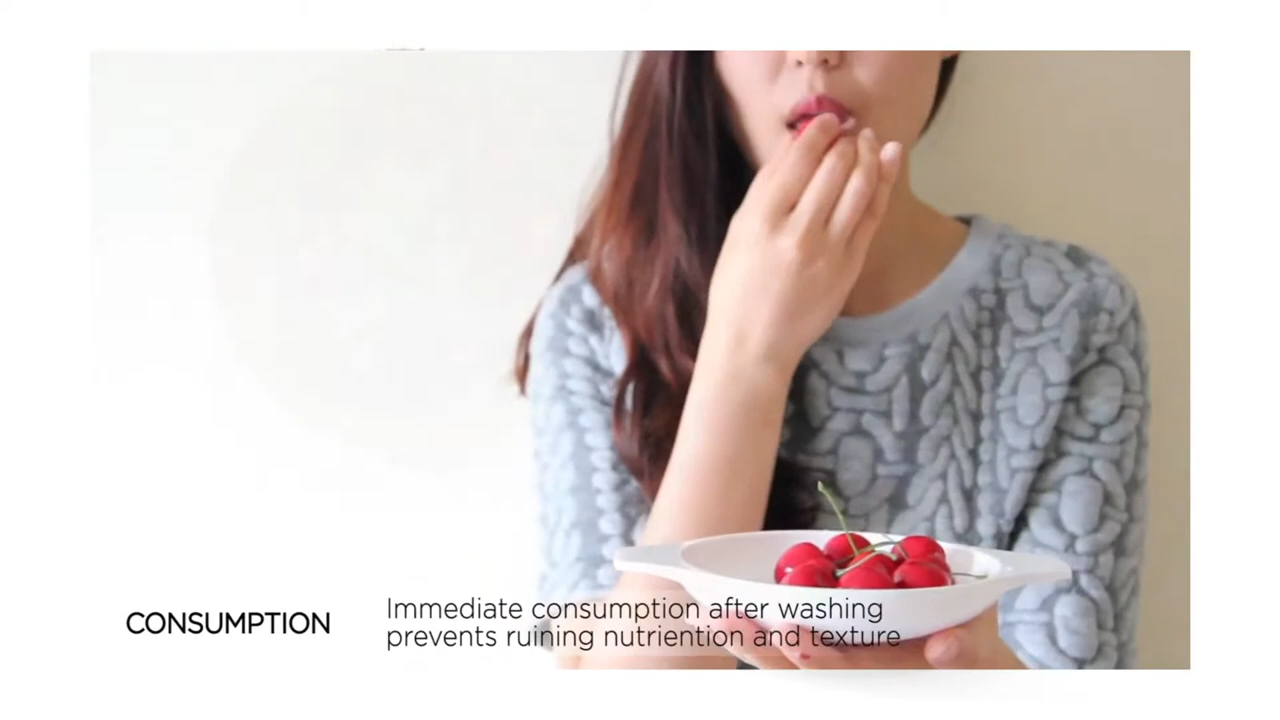 CONSUMPTION
Immediate consumption after washing
prevents ruining nutriention and texture